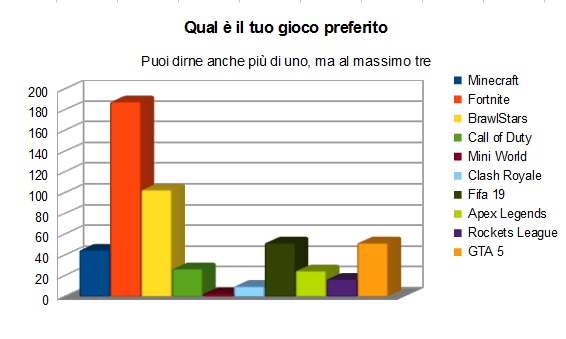 Qual è il tuo gioco preferito
Puoi dirne anche più di uno, ma al massimo tre
200
180
160
140
120
100
80
60
40
20
0
Minecraft
Fortnite
BrawlStars
Call of Duty
Mini World
Clash Royale
Fifa 19
Apex Legends
Rockets League
GTA 5